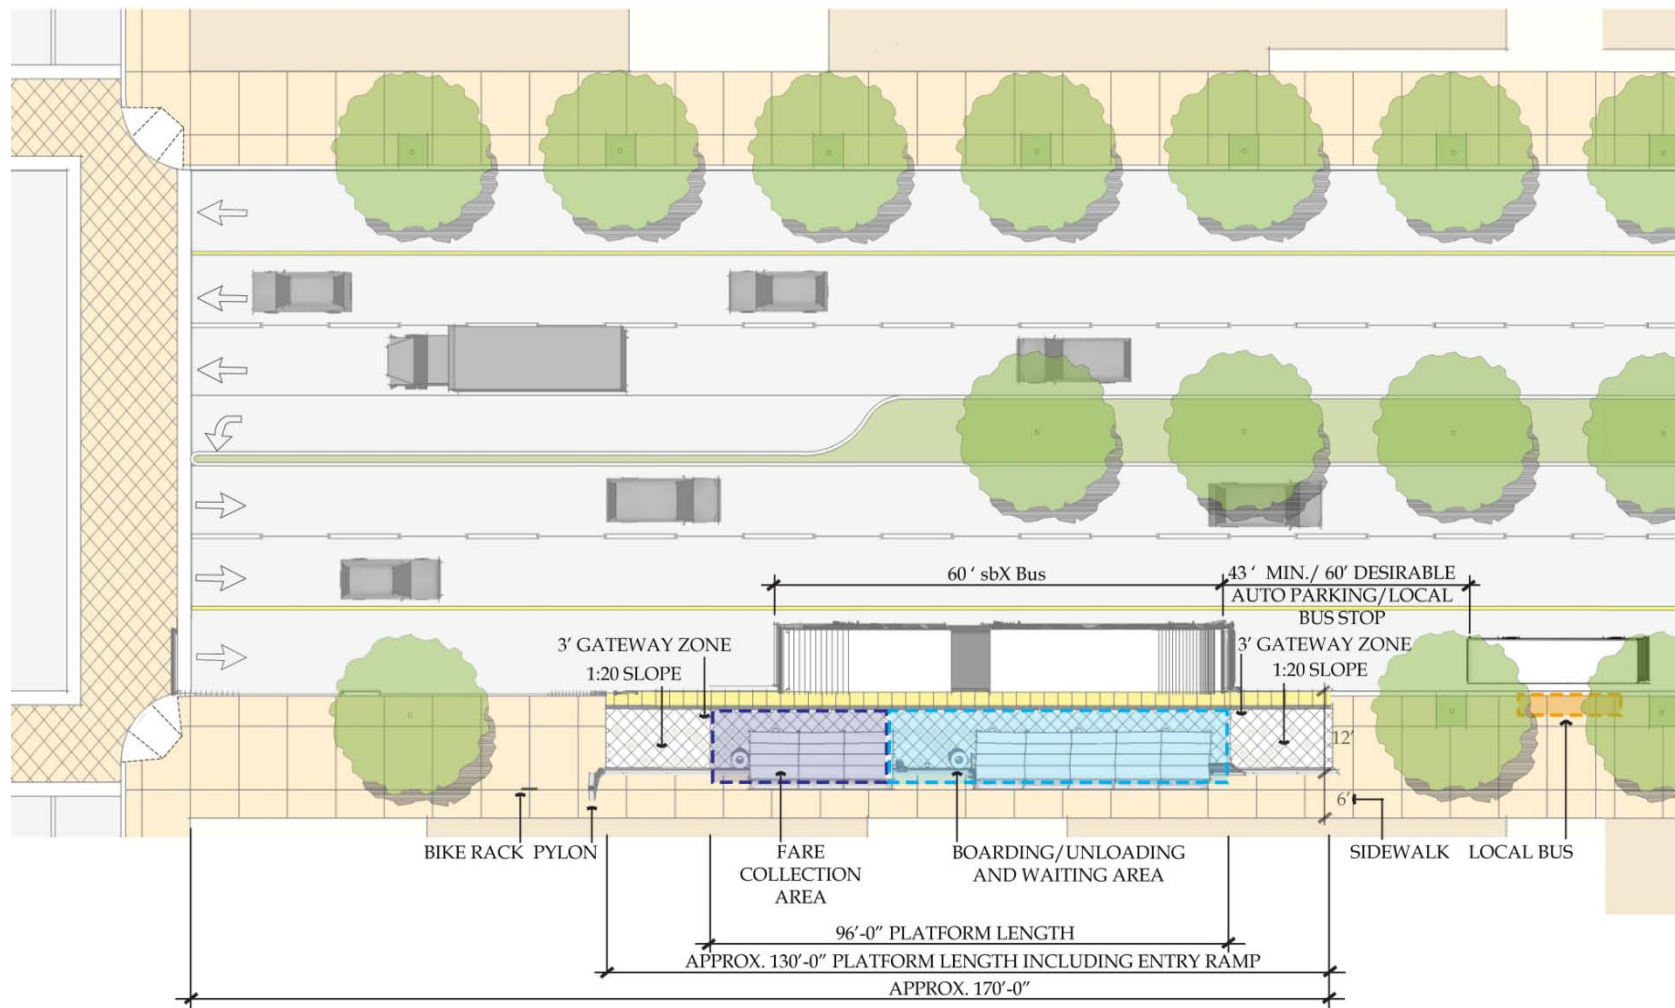 60 ‘ sbX Bus
43 ‘ MIN./ 60’ DESIRABLE
AUTO PARKING/LOCAL
BUS STOP
3’ GATEWAY ZONE
1:20 SLOPE
3’ GATEWAY ZONE
1:20 SLOPE
12’
6’
BIKE RACK
PYLON
FARE
COLLECTION
AREA
BOARDING/UNLOADING
AND WAITING AREA
SIDEWALK
LOCAL BUS
96’-0” PLATFORM LENGTH
APPROX. 130’-0” PLATFORM LENGTH INCLUDING ENTRY RAMP
APPROX. 170’-0”